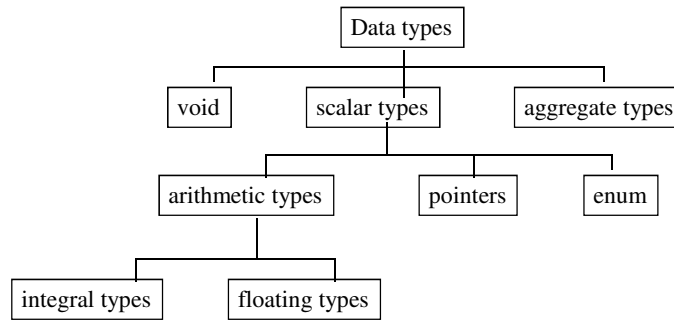 Data types
void scalar types aggregate types
arithmetic types pointers enum
integral types floating types